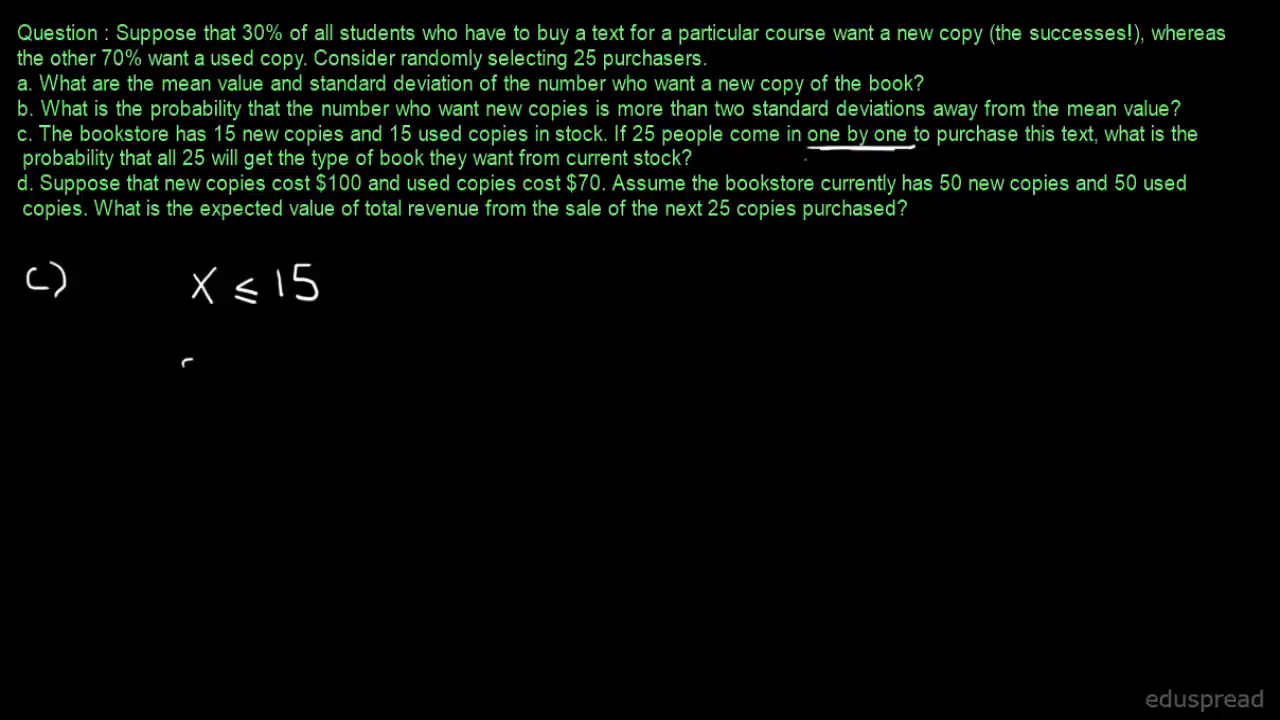 Question : Suppose that 30% of all students who have to buy a text for a particular course want a new copy (the successes!), whereas
the other 70% want a used copy. Consider randomly selecting 25 purchasers.
a. What are the mean value and standard deviation of the number who want a new copy of the book?
b. What is the probability that the number who want new copies is more than two standard deviations away from the mean value?
c. The bookstore has 15 new copies and 15 used copies in stock. If 25 people come in one by one to purchase this text, what is the
probability that all 25 will get the type of book they want from current stock?
d. Suppose that new copies cost $100 and used copies cost $70. Assume the bookstore currently has 50 new copies and 50 used
copies. What is the expected value of total revenue from the sale of the next 25 copies purchased?
c) X ≤ 15
eduspread